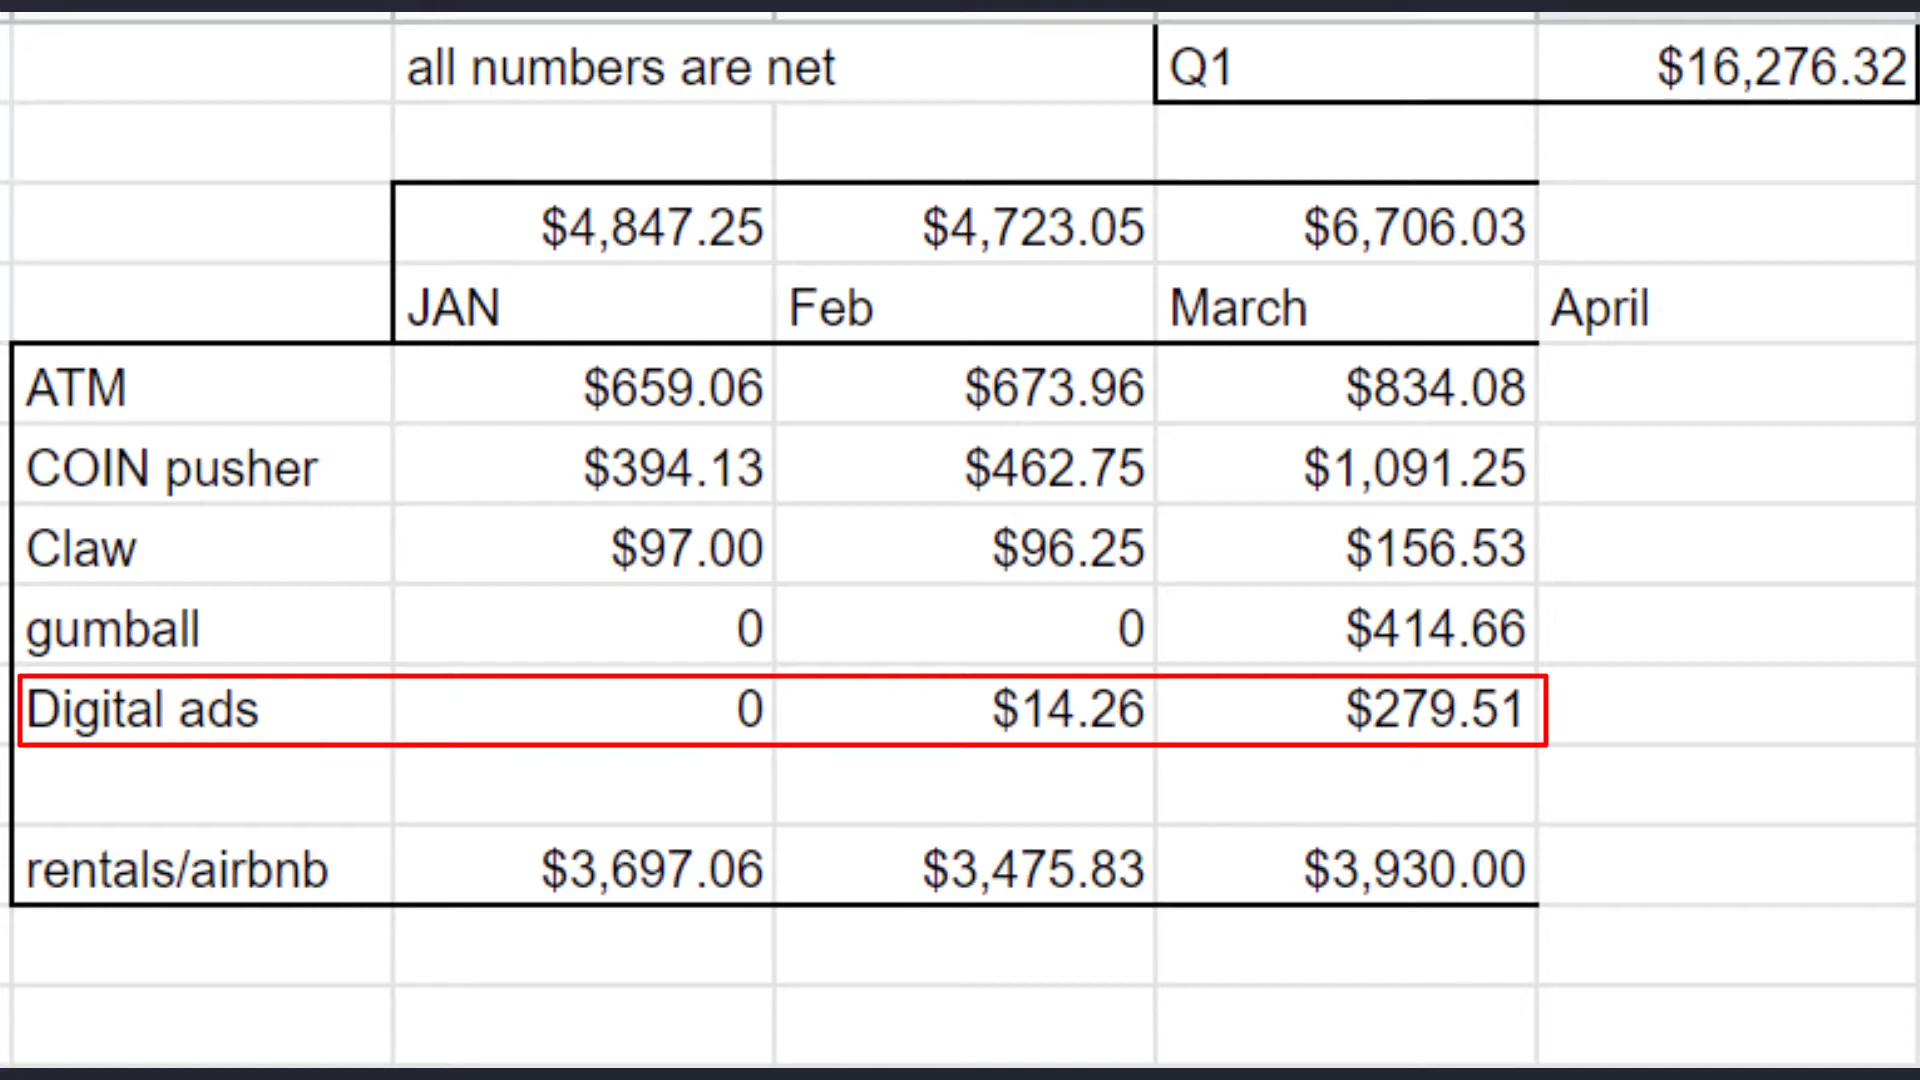 all numbers are net Q1 $16,276.32
$4,847.25 $4,723.05 $6,706.03
JAN Feb March April
ATM $659.06 $673.96 $834.08
COIN pusher $394.13 $462.75 $1,091.25
Claw $97.00 $96.25 $156.53
gumball 0 0 $414.66
Digital ads 0 $14.26 $279.51
rentals/airbnb $3,697.06 $3,475.83 $3,930.00